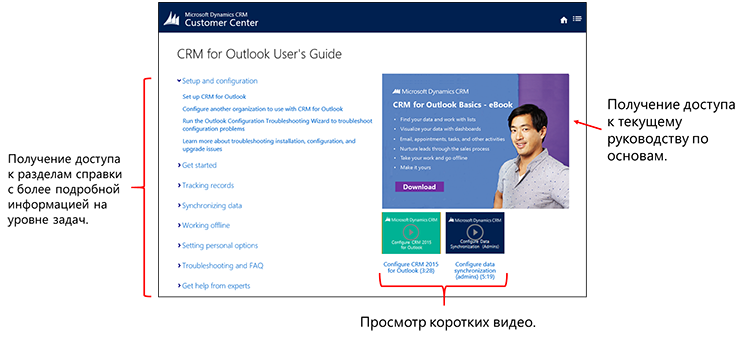 Microsoft Dynamics CRM
Customer Center
CRM for Outlook User's Guide
Setup and configuration
Set up CRM for Outlook
Configure another organization to use with CRM for Outlook
Run the Outlook Configuration Troubleshooting Wizard to troubleshoot
configuration problems
Learn more about troubleshooting installation, configuration, and
upgrade issues
Get started
Tracking records
Synchronizing data
Working offline
Setting personal options
Troubleshooting and FAQ
Get help from experts
Microsoft Dynamics CRM
CRM for Outlook Basics - eBook
• Find your data and work with lists
• Visualize your data with dashboards
• Email, appointments, tasks, and other activities
• Nurture leads through the sales process
• Take your work and go offline
• Make it yours
Download
Microsoft Dynamics CRM
Configure CRM 2015
for Outlook
Microsoft Dynamics CRM
Configure Data
Synchronization (Admins)
Configure CRM 2015
for Outlook (3:28)
Configure data
synchronization
(admins) (5:19)
Получение доступа
к разделам справки
с более подробной
информацией на
уровне задач.
Получение доступа
к текущему
руководству по
основам.
Просмотр коротких видео.